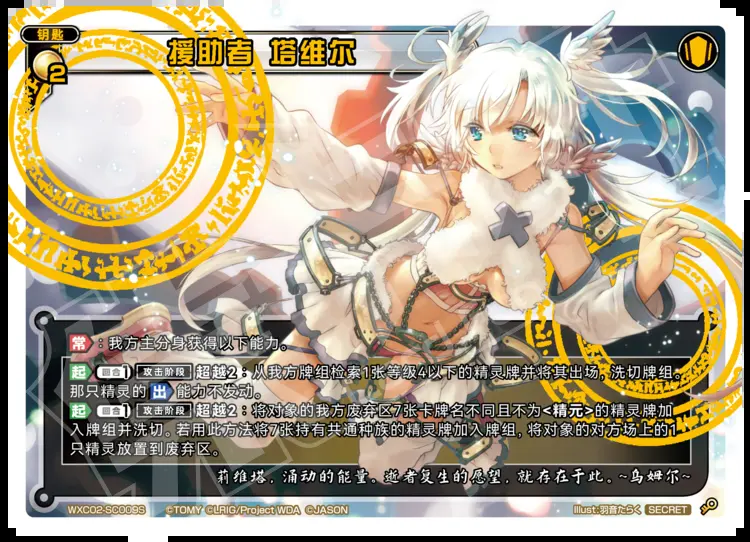 钥匙
2
援助者 塔维尔
常:我方主分身获得以下能力。
起 回合1 攻击阶段 超越2:从我方牌组检索1张等级4以下的精灵牌并将其出场,洗切牌组。
那只精灵的 出 能力不发动。
起 回合1 攻击阶段 超越2:将对象的我方废弃区7张卡牌名不同且不为<精元>的精灵牌加
入牌组并洗切。若用此方法将7张持有共通种族的精灵牌加入牌组,将对象的对方场上的1
只精灵放置到废弃区。
莉维塔,涌动的能量。逝者复生的愿望,就存在于此。~乌姆尔~
WXC02-SC009S ©TOMY ©LRIG/Project WDA ©JASON Illust:羽音たらく SECRET